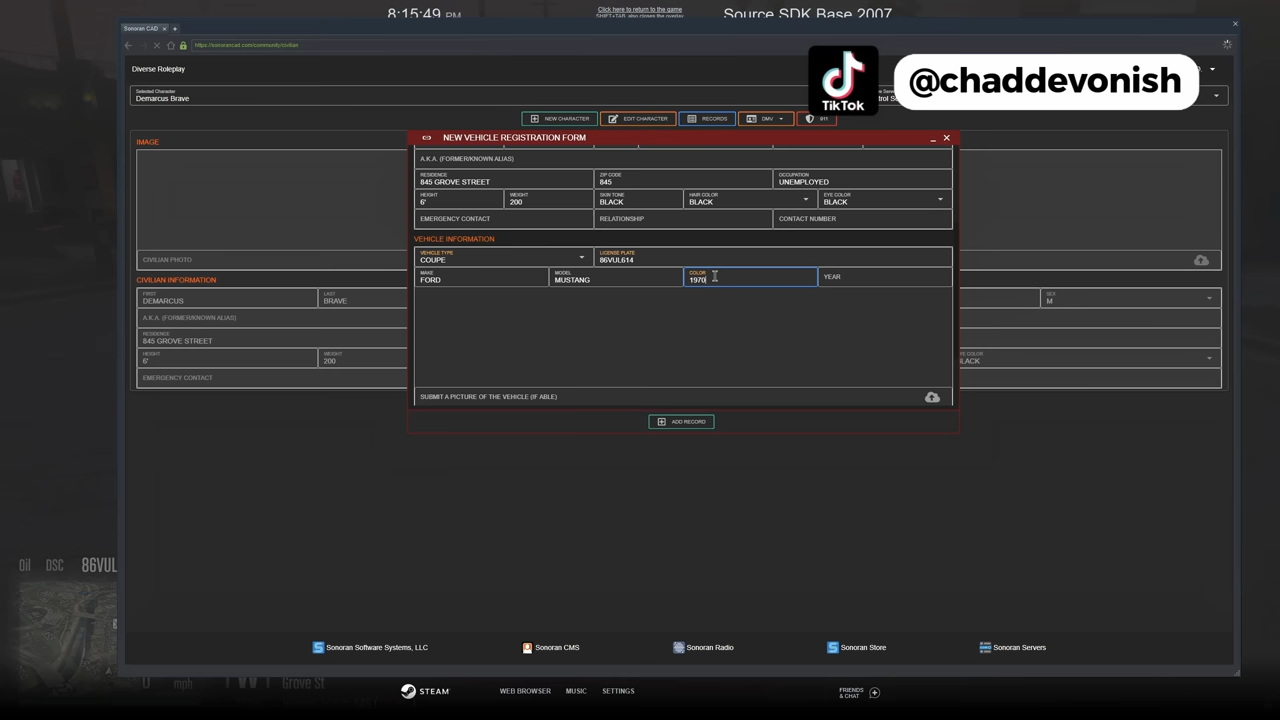 8:15:49 PM
Click here to return to the game
SHIFT+TAB also closes the overlay
Source SDK Base 2007
Sonoran CAD
https://sonorancad.com/community/civilian
Diverse Roleplay
TikTok
@chaddevonish
Selected Character
Demarcus Brave
NEW CHARACTER
EDIT CHARACTER
RECORDS
DMV
911
IMAGE
NEW VEHICLE REGISTRATION FORM
A.K.A. (FORMER/KNOWN ALIAS)
RESIDENCE
845 GROVE STREET
ZIP CODE
845
OCCUPATION
UNEMPLOYED
HEIGHT
6'
WEIGHT
200
SKIN TONE
BLACK
HAIR COLOR
BLACK
EYE COLOR
BLACK
EMERGENCY CONTACT
RELATIONSHIP
CONTACT NUMBER
VEHICLE INFORMATION
VEHICLE TYPE
COUPE
LICENSE PLATE
86VUL614
MAKE
FORD
MODEL
MUSTANG
COLOR
1970
YEAR
SUBMIT A PICTURE OF THE VEHICLE (IF ABLE)
ADD RECORD
CIVILIAN PHOTO
CIVILIAN INFORMATION
FIRST
DEMARCUS
LAST
BRAVE
SEX
M
A.K.A. (FORMER/KNOWN ALIAS)
RESIDENCE
845 GROVE STREET
HEIGHT
6'
WEIGHT
200
EYE COLOR
BLACK
EMERGENCY CONTACT
Oil DSC 86VUL
mph
Grove St
Sonoran Software Systems, LLC
Sonoran CMS
Sonoran Radio
Sonoran Store
Sonoran Servers
STEAM
WEB BROWSER
MUSIC
SETTINGS
FRIENDS
& CHAT